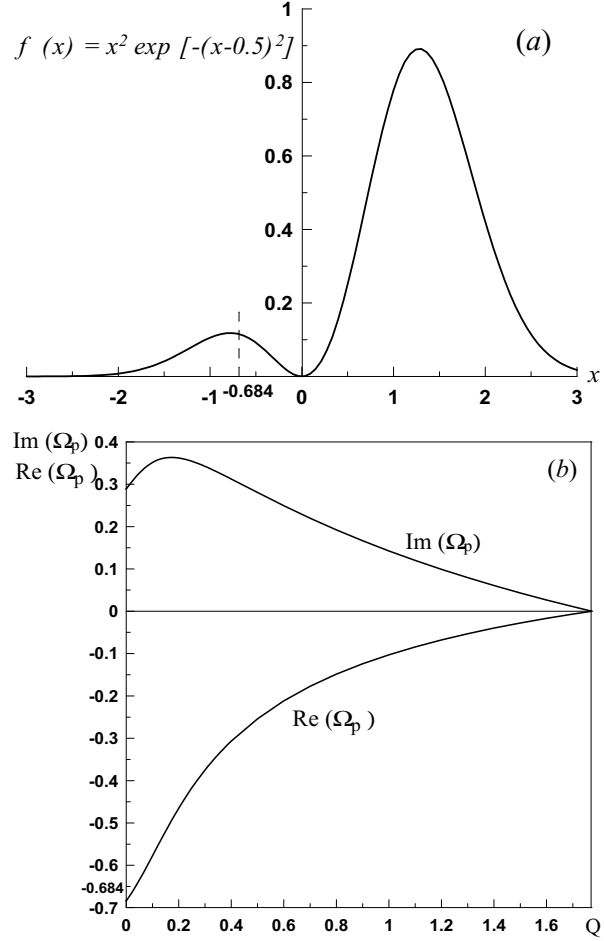 1
f (x) = x² exp [-(x-0.5)²]
(a)
0.8
0.6
0.4
0.2
-3 -2 -1 -0.684 0 1 2 3 x
Im (Ωp)
Re (Ωp)
0.4
(b)
0.3
0.2
Im (Ωp)
0.1
0
-0.1
-0.2
Re (Ωp)
-0.3
-0.4
-0.5
-0.6
-0.684
-0.7
0 0.2 0.4 0.6 0.8 1 1.2 1.4 1.6 Q